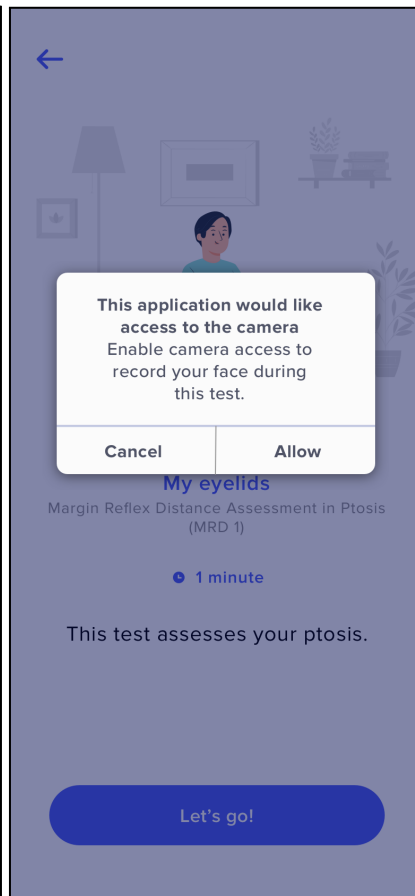 This application would like
access to the camera
Enable camera access to
record your face during
this test.
Cancel
Allow
My eyelids
Margin Reflex Distance Assessment in Ptosis
(MRD 1)
1 minute
This test assesses your ptosis.
Let's go!